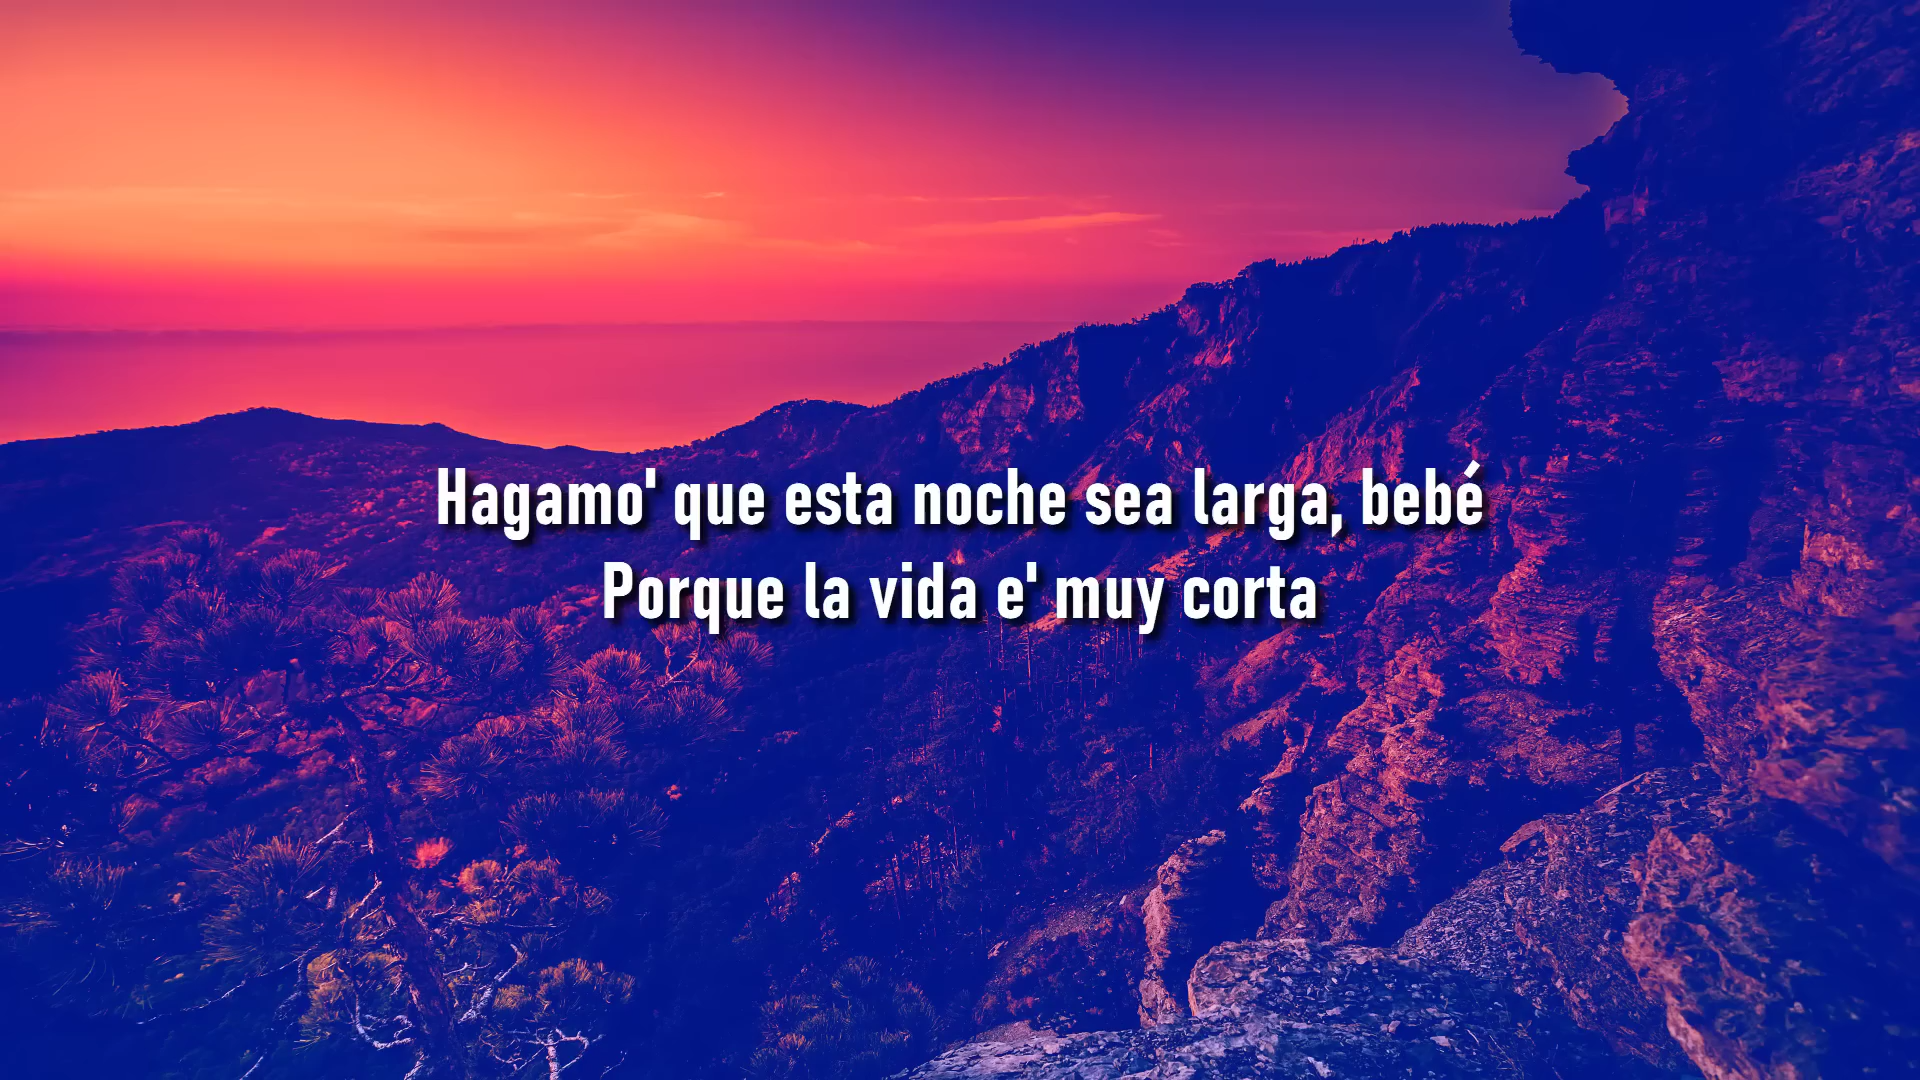 Hagamo' que esta noche sea larga, bebé
Porque la vida e' muy corta